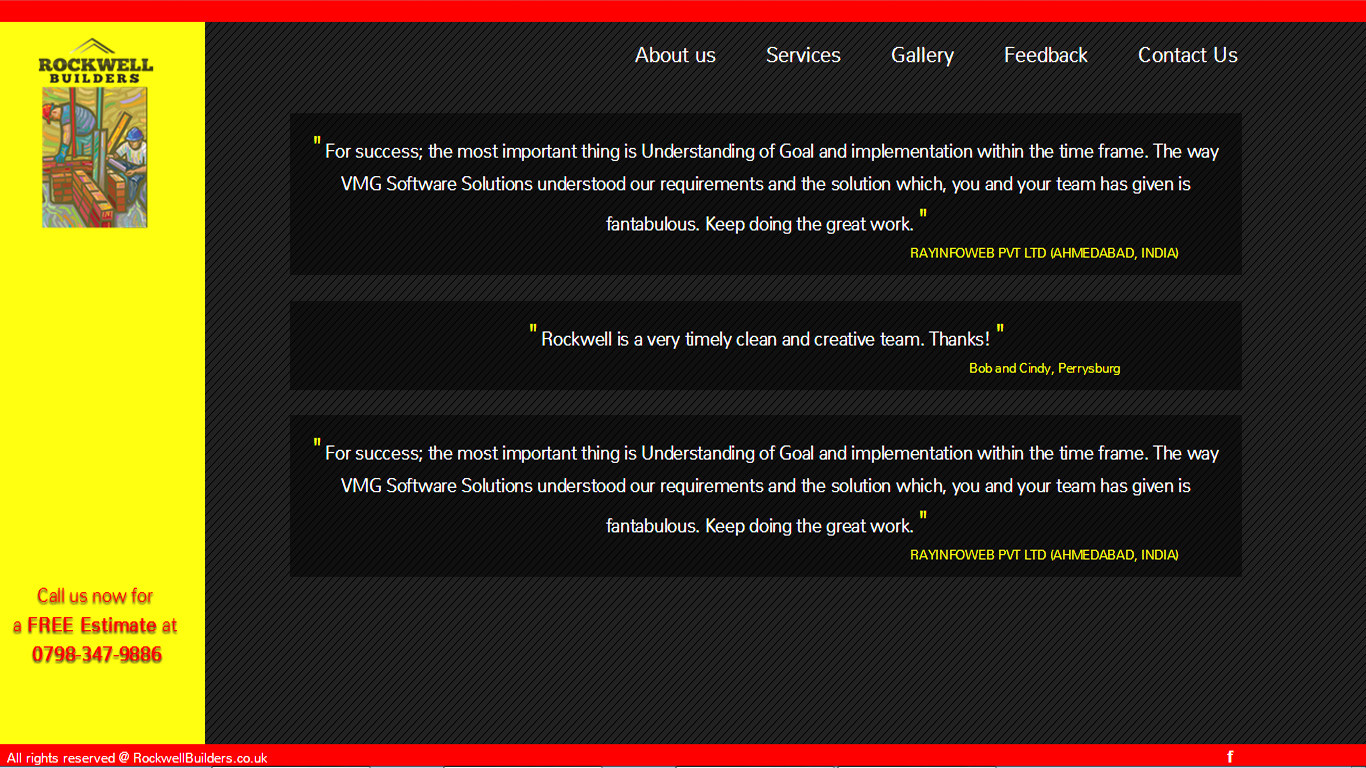 ROCKWELL
BUILDERS
About us Services Gallery Feedback Contact Us
" For success; the most important thing is Understanding of Goal and implementation within the time frame. The way
VMG Software Solutions understood our requirements and the solution which, you and your team has given is
fantabulous. Keep doing the great work. "
RAYINFOWEB PVT LTD (AHMEDABAD, INDIA)
" Rockwell is a very timely clean and creative team. Thanks! "
Bob and Cindy, Perrysburg
" For success; the most important thing is Understanding of Goal and implementation within the time frame. The way
VMG Software Solutions understood our requirements and the solution which, you and your team has given is
fantabulous. Keep doing the great work. "
RAYINFOWEB PVT LTD (AHMEDABAD, INDIA)
Call us now for
a FREE Estimate at
0798-347-9886
All rights reserved @ RockwellBuilders.co.uk f